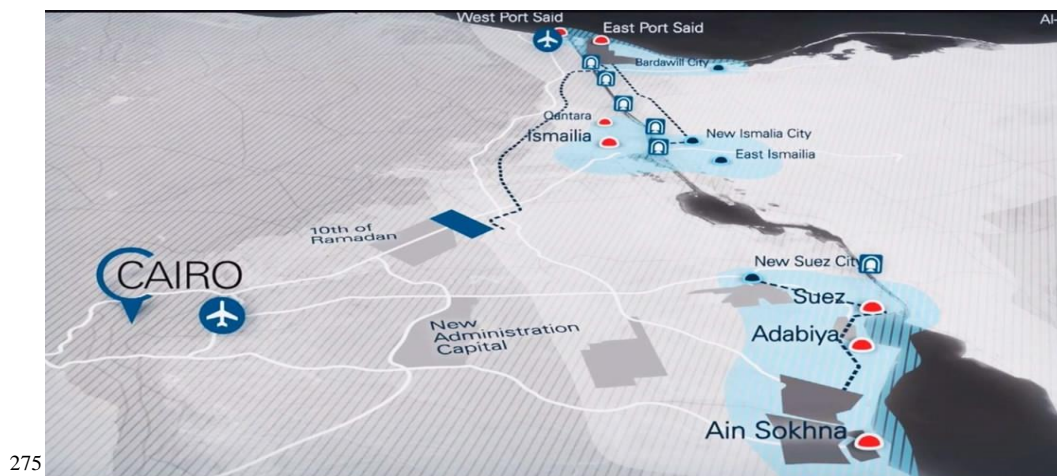 West Port Said
East Port Said
Al-
Bardawill City
Qantara
Ismailia
New Ismalia City
East Ismailia
10th of
Ramadan
CAIRO
New Suez City
Suez
New
Administration
Capital
Adabiya
Ain Sokhna
275